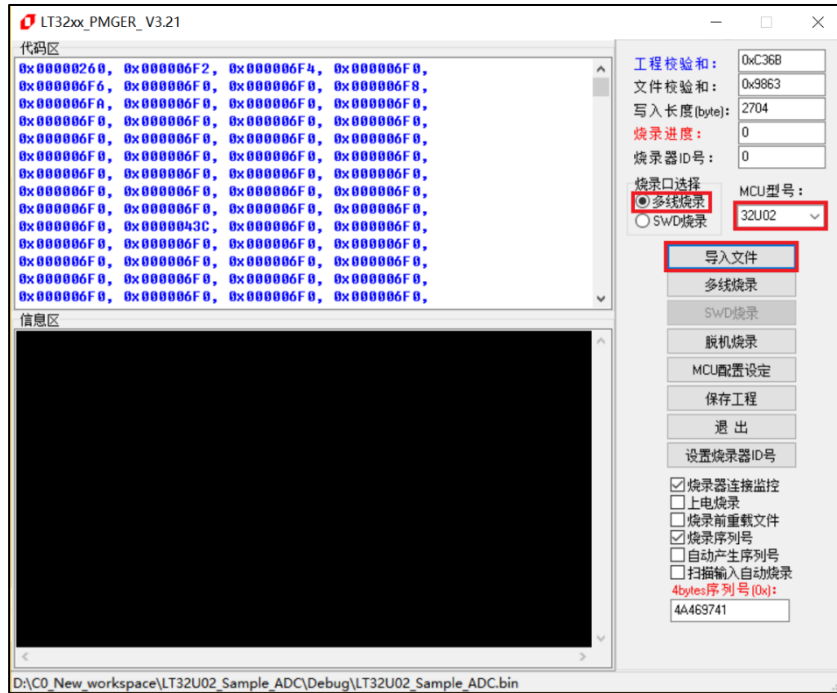 LT32xx_PMGER_ V3.21
代码区
0x00000260, 0x000006F2, 0x000006F4, 0x000006F0,
0x000006F6, 0x000006F0, 0x000006F0, 0x000006F8,
0x000006FA, 0x000006F0, 0x000006F0, 0x000006F0,
0x000006F0, 0x000006F0, 0x000006F0, 0x000006F0,
0x000006F0, 0x000006F0, 0x000006F0, 0x000006F0,
0x000006F0, 0x000006F0, 0x000006F0, 0x000006F0,
0x000006F0, 0x000006F0, 0x000006F0, 0x000006F0,
0x000006F0, 0x000006F0, 0x000006F0, 0x000006F0,
0x000006F0, 0x000006F0, 0x000006F0, 0x000006F0,
0x000006F0, 0x0000043C, 0x000006F0, 0x000006F0,
0x000006F0, 0x000006F0, 0x000006F0, 0x000006F0,
0x000006F0, 0x000006F0, 0x000006F0, 0x000006F0,
0x000006F0, 0x000006F0, 0x000006F0, 0x000006F0,
0x000006F0, 0x000006F0, 0x000006F0, 0x000006F0,
信息区
工程校验和： 0xC36B
文件校验和： 0x9863
写入长度(byte): 2704
烧录进度： 0
烧录器ID号： 0
烧录口选择
多线烧录
SWD烧录
MCU型号：
32U02
导入文件
多线烧录
SWD烧录
脱机烧录
MCU配置设定
保存工程
退 出
设置烧录器ID号
烧录器连接监控
上电烧录
烧录前重载文件
烧录序列号
自动产生序列号
扫描输入自动烧录
4bytes序列号(0x):
4A469741
D:\C0_New_workspace\LT32U02_Sample_ADC\Debug\LT32U02_Sample_ADC.bin